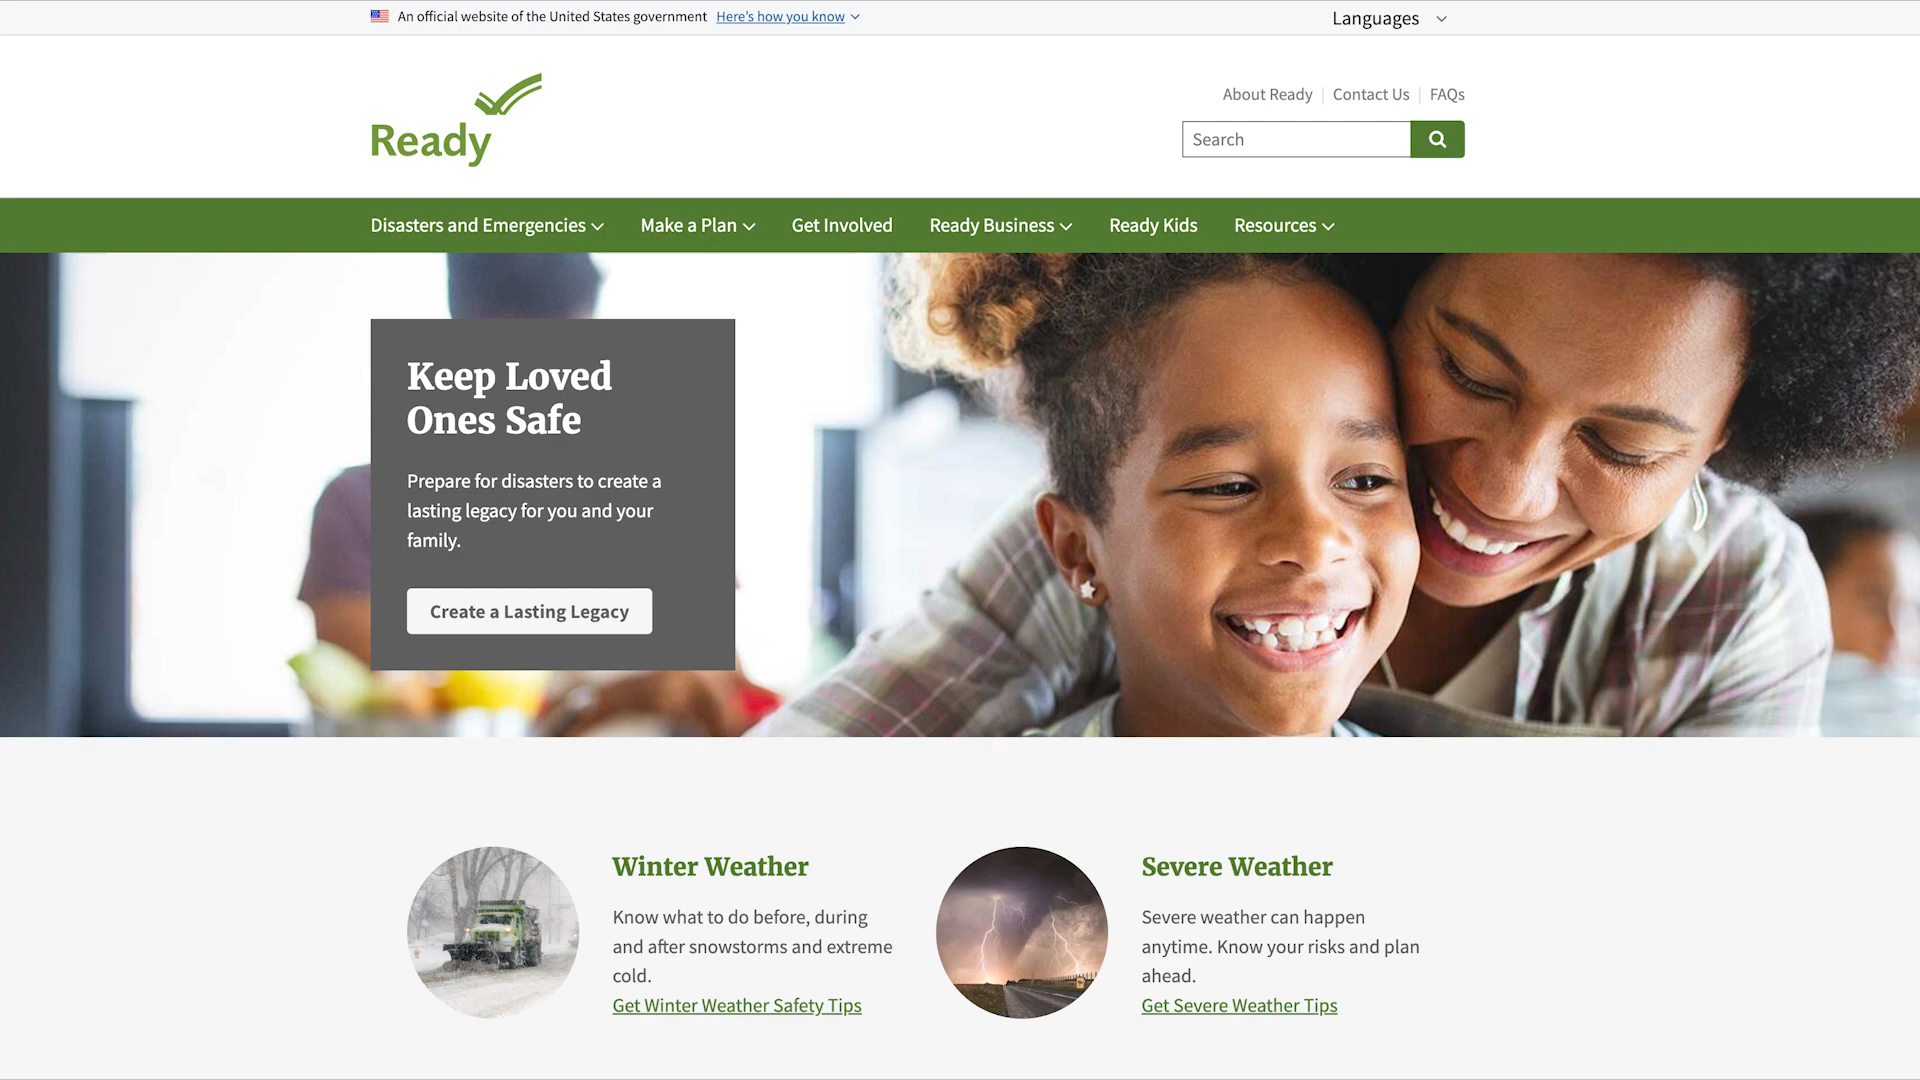 An official website of the United States government Here's how you know
Languages
Ready
About Ready Contact Us FAQs
Search
Disasters and Emergencies Make a Plan Get Involved Ready Business Ready Kids Resources
Keep Loved
Ones Safe
Prepare for disasters to create a
lasting legacy for you and your
family.
Create a Lasting Legacy
Winter Weather
Know what to do before, during
and after snowstorms and extreme
cold.
Get Winter Weather Safety Tips
Severe Weather
Severe weather can happen
anytime. Know your risks and plan
ahead.
Get Severe Weather Tips